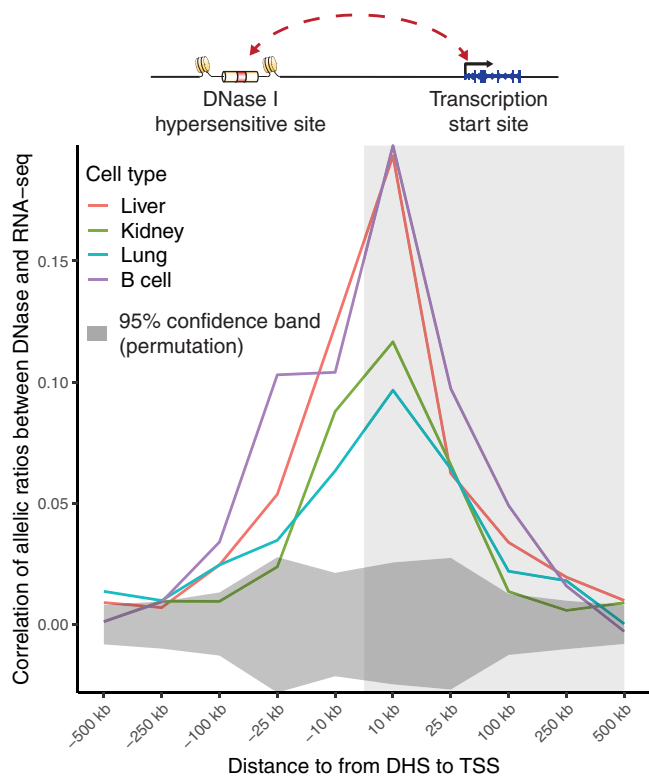 DNase I
hypersensitive site
Transcription
start site
Correlation of allelic ratios between DNase and RNA−seq
Cell type
Liver
Kidney
Lung
B cell
95% confidence band
(permutation)
0.15
0.10
0.05
0.00
−500 kb
−250 kb
−100 kb
−25 kb
−10 kb
10 kb
25 kb
100 kb
250 kb
500 kb
Distance to from DHS to TSS